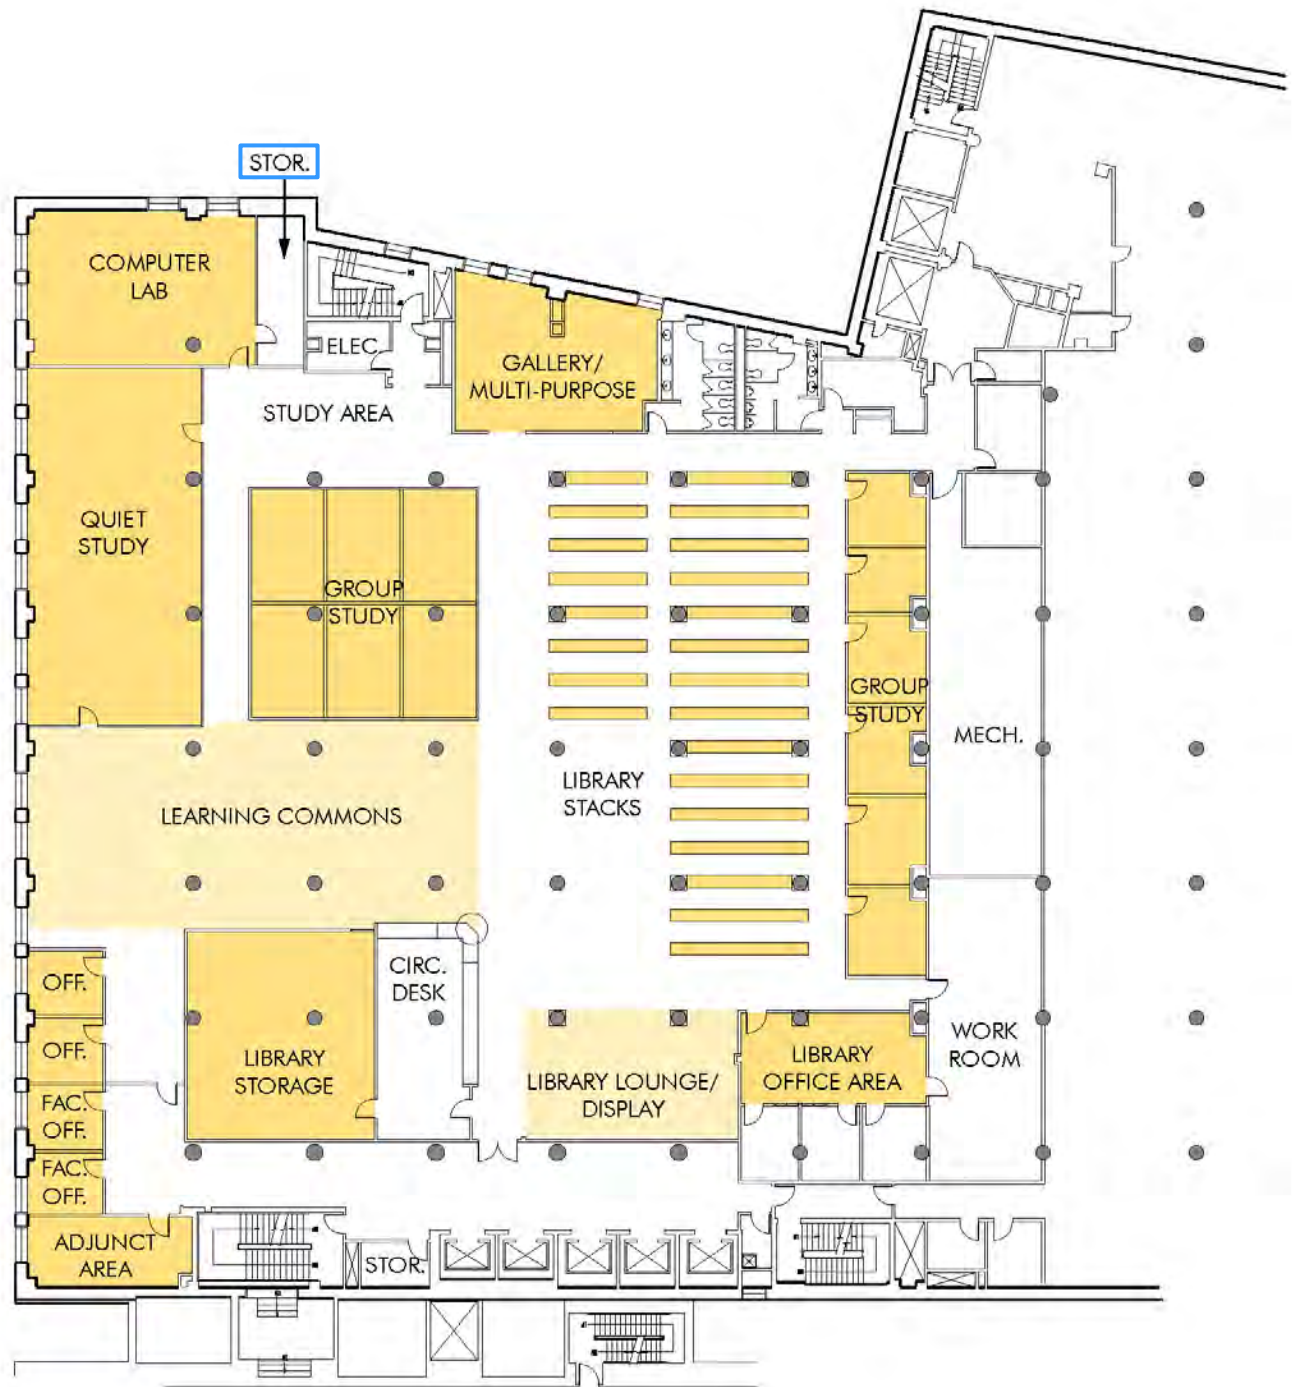 STOR.
COMPUTER
LAB
ELEC.
GALLERY/
MULTI-PURPOSE
STUDY AREA
QUIET
STUDY
GROUP
STUDY
GROUP
STUDY
MECH.
LIBRARY
STACKS
LEARNING COMMONS
CIRC.
DESK
OFF.
OFF.
LIBRARY
STORAGE
LIBRARY LOUNGE/
DISPLAY
LIBRARY
OFFICE AREA
WORK
ROOM
FAC.
OFF.
FAC.
OFF.
ADJUNCT
AREA
STOR.